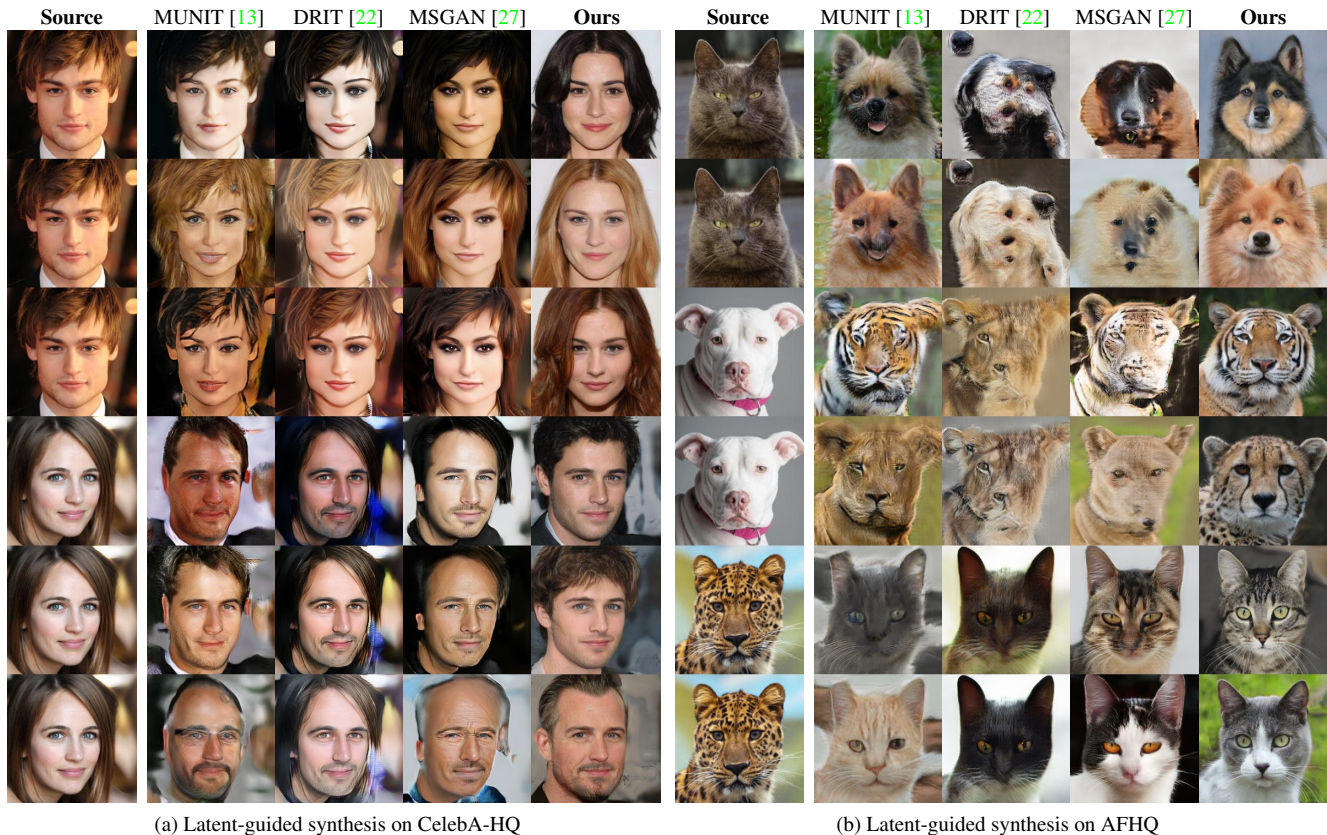 Source MUNIT [13] DRIT [22] MSGAN [27] Ours Source MUNIT [13] DRIT [22] MSGAN [27] Ours
(a) Latent-guided synthesis on CelebA-HQ (b) Latent-guided synthesis on AFHQ